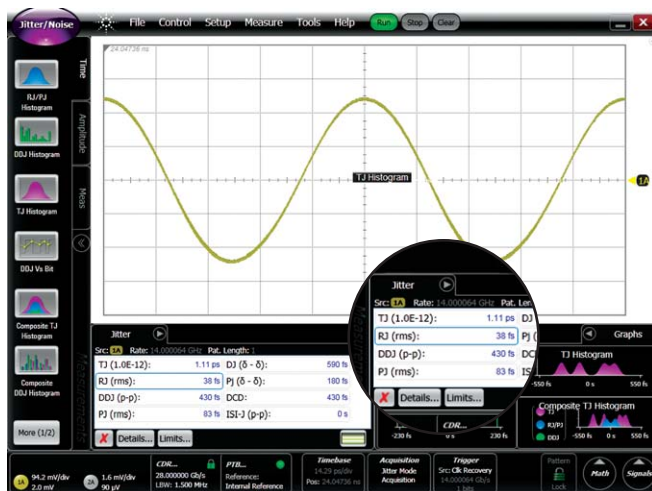 Jitter/Noise
File Control Setup Measure Tools Help Run Stop Clear
24.04736 ns
Time
Amplitude
Meas
RJ/PJ
Histogram
DDJ Histogram
TJ Histogram
DDJ Vs Bit
Composite TJ
Histogram
Composite
DDJ Histogram
More (1/2)
Measurements
TJ Histogram
1A
Jitter
Src: 1A Rate: 14.000064 GHz Pat. Length: 1
TJ (1.0E-12): 1.11 ps DJ (δ - δ): 590 fs
RJ (rms): 38 fs Pj (δ - δ): 180 fs
DDJ (p-p): 430 fs DCD: 430 fs
PJ (rms): 83 fs ISI-J (p-p): 0 s
Details... Limits...
Jitter
Src: 1A Rate: 14.000064 GHz Pat.
TJ (1.0E-12): 1.11 ps DJ
RJ (rms): 38 fs Pj (
DDJ (p-p): 430 fs DC
PJ (rms): 83 fs IS
Details... Limits...
Graphs
TJ Histogram
-550 fs 0 s 550 fs
Composite TJ Histogram
TJ
RJ/PJ
DDJ
-550 fs 0 s 550 fs
-230 fs 0 s 230 fs
1A 94.2 mV/div
2.0 mV
2A 1.6 mV/div
90 µV
CDR...
28.000000 Gb/s
LBW: 1.500 MHz
PTB...
Reference:
Internal Reference
CDR...
Timebase
14.29 ps/div
Pos: 24.04736 ns
Acquisition
Jitter Mode
Acquisition
Trigger
Src: Clk Recovery
14.000064 Gb/s
1 bits
Pattern
Lock
Math
Signals